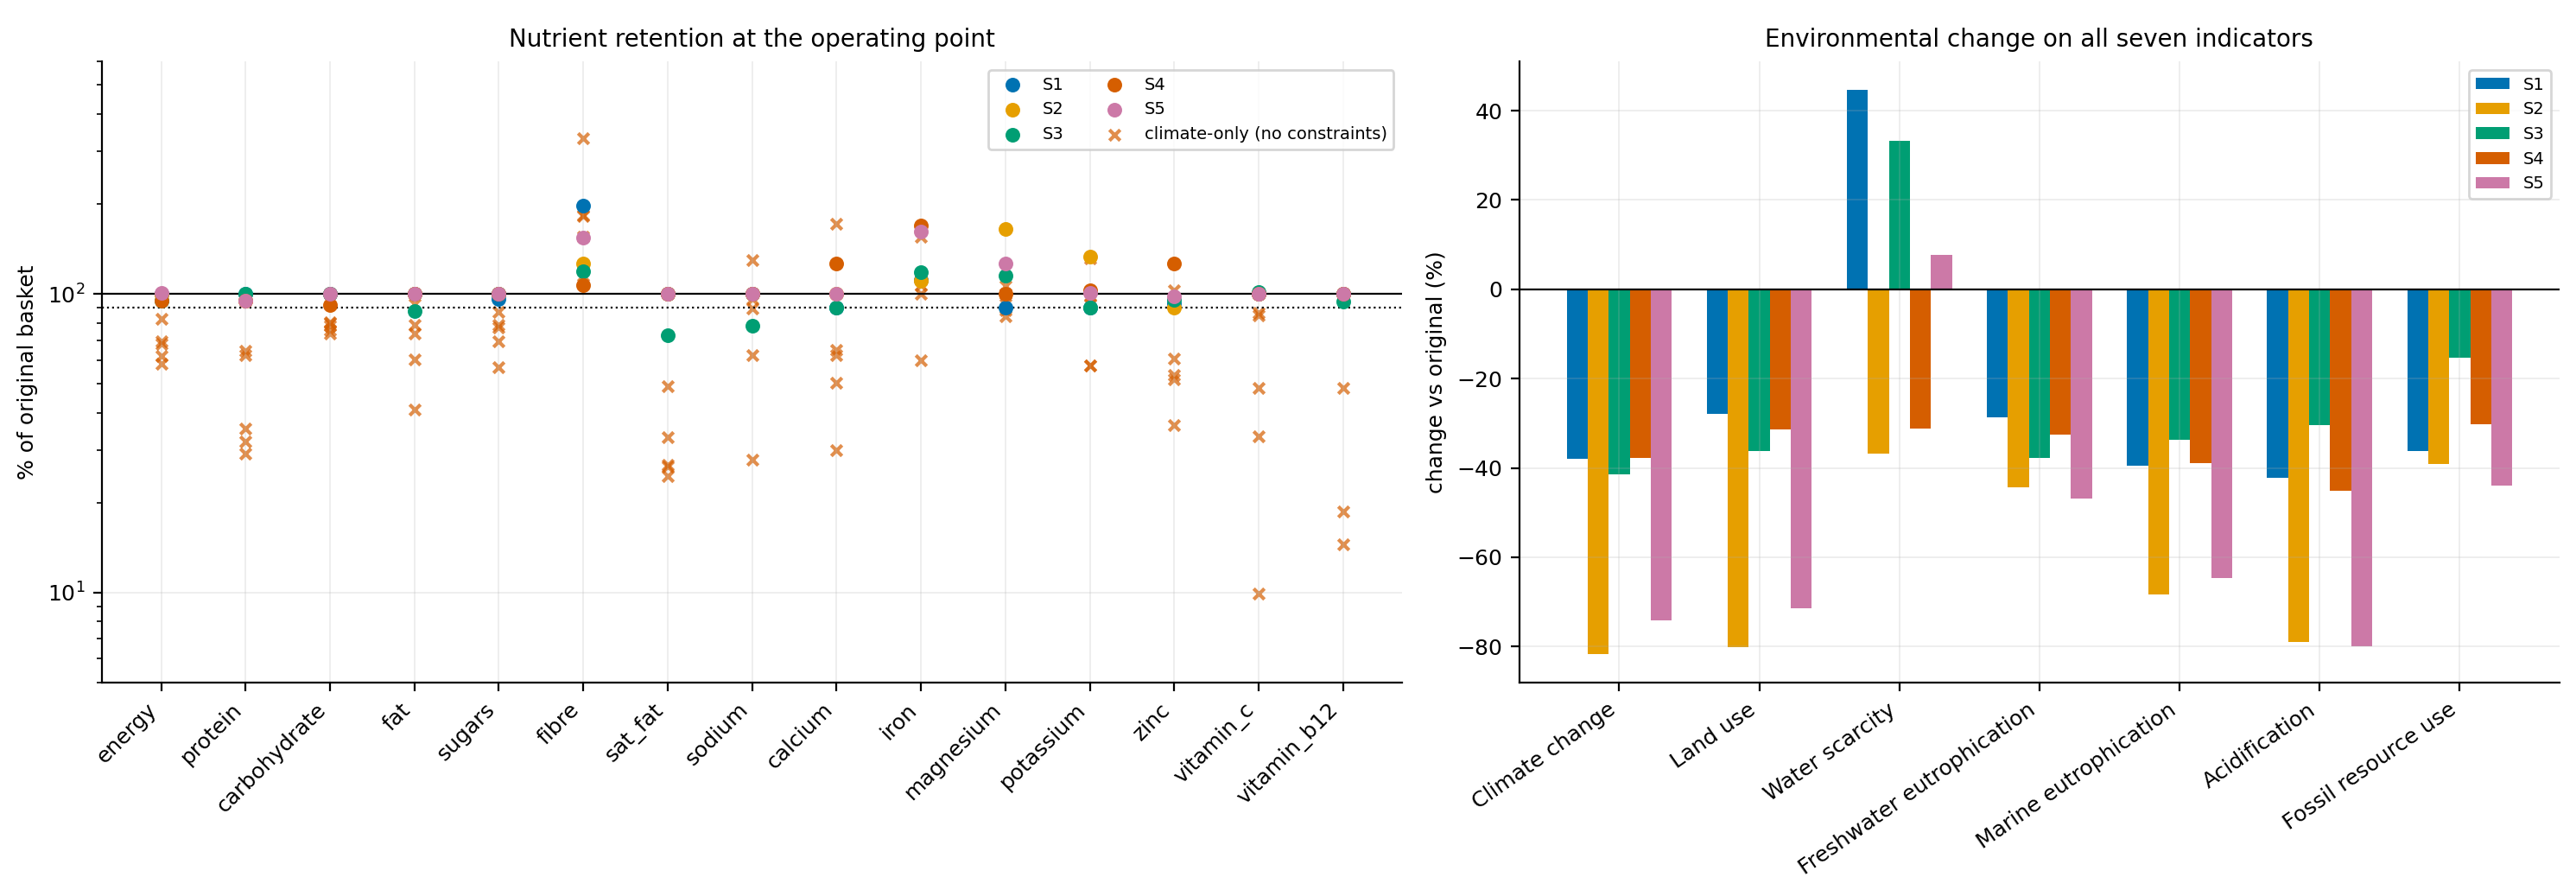 Nutrient retention at the operating point
% of original basket
10²
10¹
S1
S2
S3
S4
S5
climate-only (no constraints)
energy
protein
carbohydrate
fat
sugars
fibre
sat_fat
sodium
calcium
iron
magnesium
potassium
zinc
vitamin_c
vitamin_b12
Environmental change on all seven indicators
change vs original (%)
40
20
0
−20
−40
−60
−80
S1
S2
S3
S4
S5
Climate change
Land use
Water scarcity
Freshwater eutrophication
Marine eutrophication
Acidification
Fossil resource use